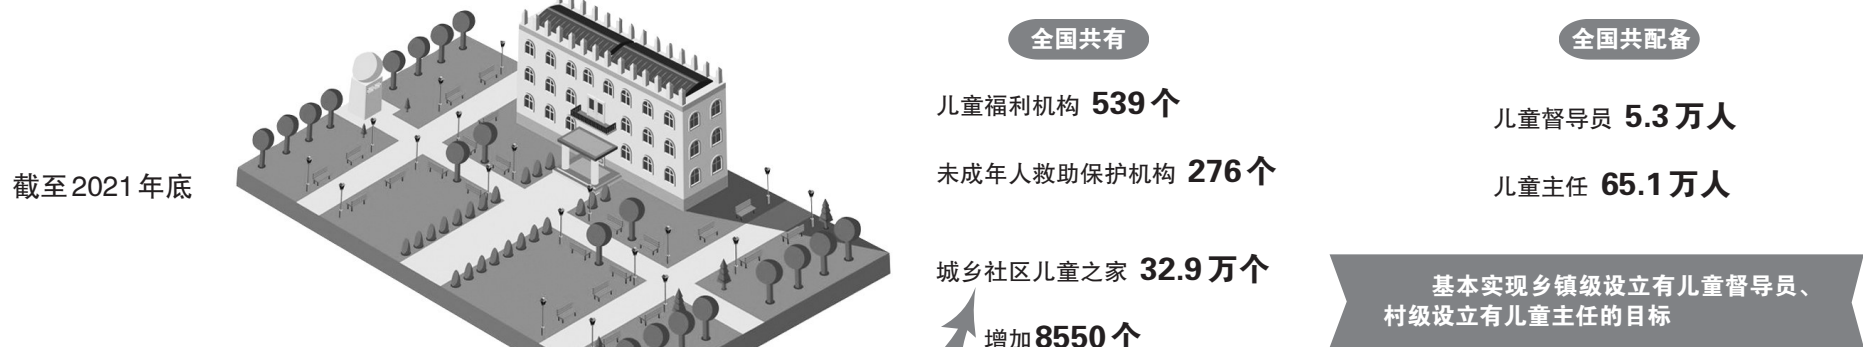 截至2021年底
全国共有
儿童福利机构 539个
未成年人救助保护机构 276个
城乡社区儿童之家 32.9万个
增加8550个
全国共配备
儿童督导员 5.3万人
儿童主任 65.1万人
基本实现乡镇级设立有儿童督导员、
村级设立有儿童主任的目标